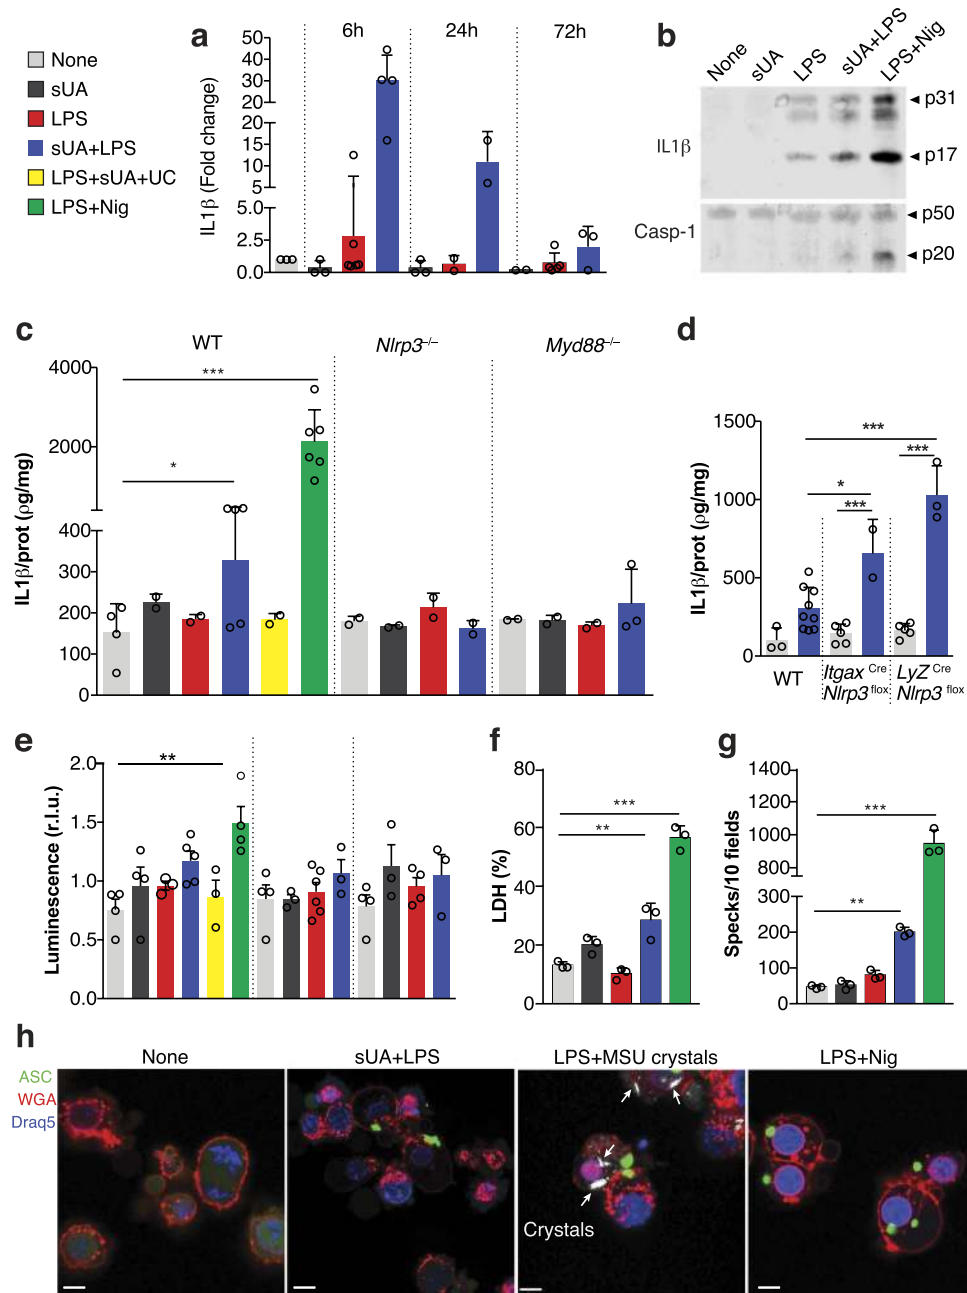 None
sUA
LPS
sUA+LPS
LPS+sUA+UC
LPS+Nig
a
6h
24h
72h
IL1β (Fold change)
50
40
30
20
15
10
5
5.0
2.5
0.0
b
None
sUA
LPS
sUA+LPS
LPS+Nig
IL1β
p31
p17
Casp-1
p50
p20
c
WT
Nlrp3–/–
Myd88–/–
IL1β/prot (ρg/mg)
4000
2000
400
300
200
100
0
***
*
d
IL1β/prot (ρg/mg)
1500
1000
500
0
***
*
***
***
WT
Itgax Cre
Nlrp3 flox
LyZ Cre
Nlrp3 flox
e
Luminescence (r.l.u.)
2.0
1.5
1.0
0.5
0.0
**
f
LDH (%)
80
60
40
20
0
***
**
g
Specks/10 fields
1400
1200
1000
800
300
200
100
0
***
**
h
None
sUA+LPS
LPS+MSU crystals
LPS+Nig
ASC
WGA
Draq5
Crystals